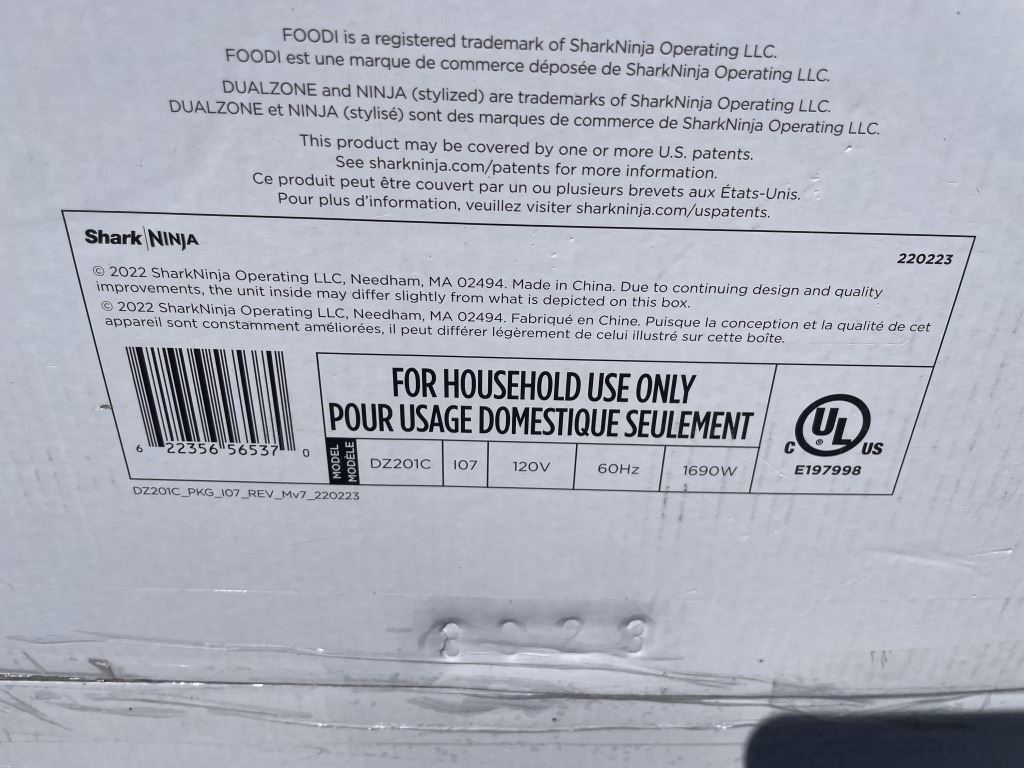 FOODI is a registered trademark of SharkNinja Operating LLC.
FOODI est une marque de commerce déposée de SharkNinja Operating LLC.
DUALZONE and NINJA (stylized) are trademarks of SharkNinja Operating LLC.
DUALZONE et NINJA (stylisé) sont des marques de commerce de SharkNinja Operating LLC.
This product may be covered by one or more U.S. patents.
See sharkninja.com/patents for more information.
Ce produit peut être couvert par un ou plusieurs brevets aux États-Unis.
Pour plus d'information, veuillez visiter sharkninja.com/uspatents.
Shark NINJA
220223
© 2022 SharkNinja Operating LLC, Needham, MA 02494. Made in China. Due to continuing design and quality
improvements, the unit inside may differ slightly from what is depicted on this box.
© 2022 SharkNinja Operating LLC, Needham, MA 02494. Fabriqué en Chine. Puisque la conception et la qualité de cet
appareil sont constamment améliorées, il peut différer légèrement de celui illustré sur cette boîte.
FOR HOUSEHOLD USE ONLY
POUR USAGE DOMESTIQUE SEULEMENT
MODEL
MODÈLE
DZ201C I07 120V 60Hz 1690W
C UL ® US
E197998
6 22356 56537 0
DZ201C_PKG_I07_REV_Mv7_220223